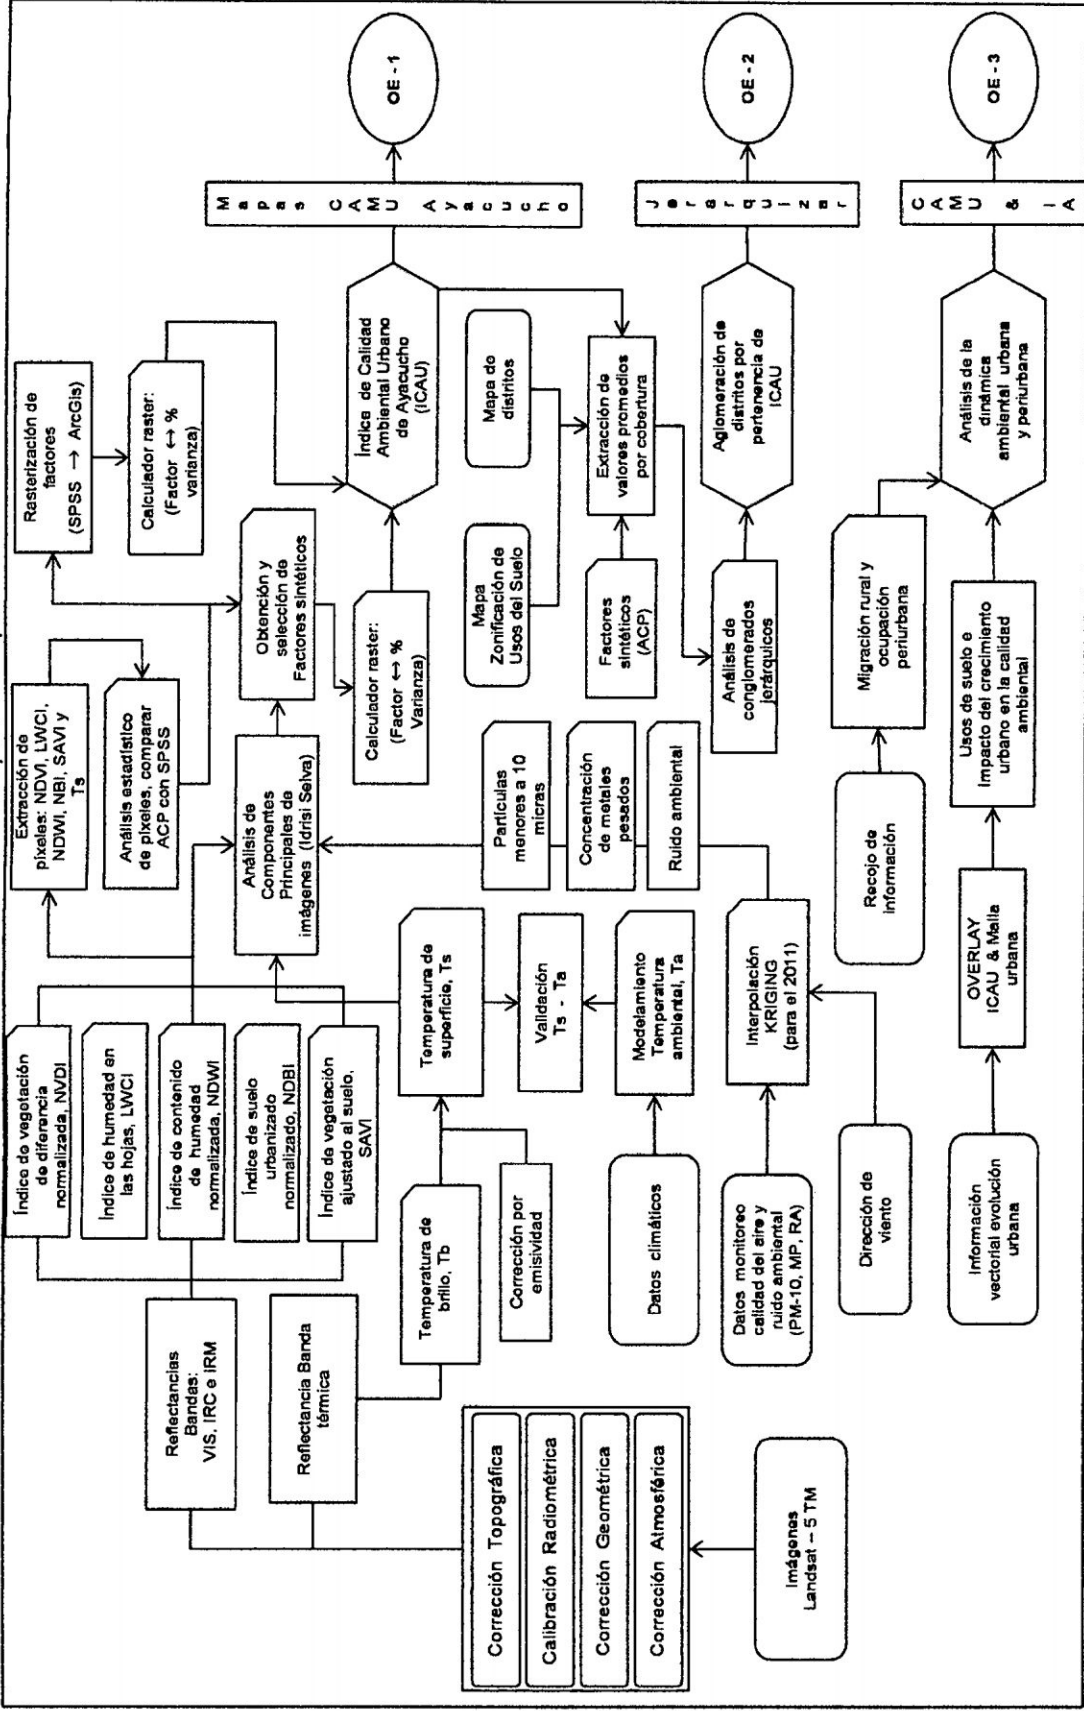 Imágenes
Landsat – 5 TM
Corrección Topográfica
Calibración Radiométrica
Corrección Geométrica
Corrección Atmosférica
Reflectancias
Bandas:
VIS, IRC e IRM
Reflectancia Banda
térmica
Índice de vegetación
de diferencia
normalizada, NVDI
Indice de humedad en
las hojas, LWCI
Índice de contenido
de humedad
normalizada, NDWI
Índice de suelo
urbanizado
normalizado, NDBI
Índice de vegetación
ajustado al suelo,
SAVI
Temperatura de
brillo, Tb
Corrección por
emisividad
Temperatura de
superficie, Ts
Validación
Ts - Ta
Modelamiento
Temperatura
ambiental, Ta
Datos climáticos
Datos monitoreo
calidad del aire y
ruido ambiental
(PM-10, MP, RA)
Dirección de
viento
Interpolación
KRIGING
(para el 2011)
Partículas
menores a 10
micras
Concentración
de metales
pesados
Ruido ambiental
Extracción de
pixeles: NDVI, LWCI,
NDWI, NBI, SAVI y
Ts
Análisis estadístico
de pixeles, comparar
ACP con SPSS
Análisis de
Componentes
Principales de
imágenes (Idrisi Selva)
Obtención y
selección de
Factores sintéticos
Rasterización de
factores
(SPSS → ArcGis)
Calculador raster:
(Factor ↔ %
varianza)
Calculador raster:
(Factor ↔ %
Varianza)
Índice de Calidad
Ambiental Urbano
de Ayacucho
(ICAU)
Mapas CAMU Ayacucho
OE - 1
Mapa
Zonificación de
Usos del Suelo
Mapa de
distritos
Factores
sintéticos
(ACP)
Extracción de
valores promedios
por cobertura
Análisis de
conglomerados
jerárquicos
Aglomeración de
distritos por
pertenencia de
ICAU
Jerarquizar
OE - 2
Recojo de
información
Migración rural y
ocupación
periurbana
Información
vectorial evolución
urbana
OVERLAY
ICAU & Malla
urbana
Usos de suelo e
Impacto del crecimiento
urbano en la calidad
ambiental
Análisis de la
dinámica
ambiental urbana
y periurbana
CAMU & IA
OE - 3